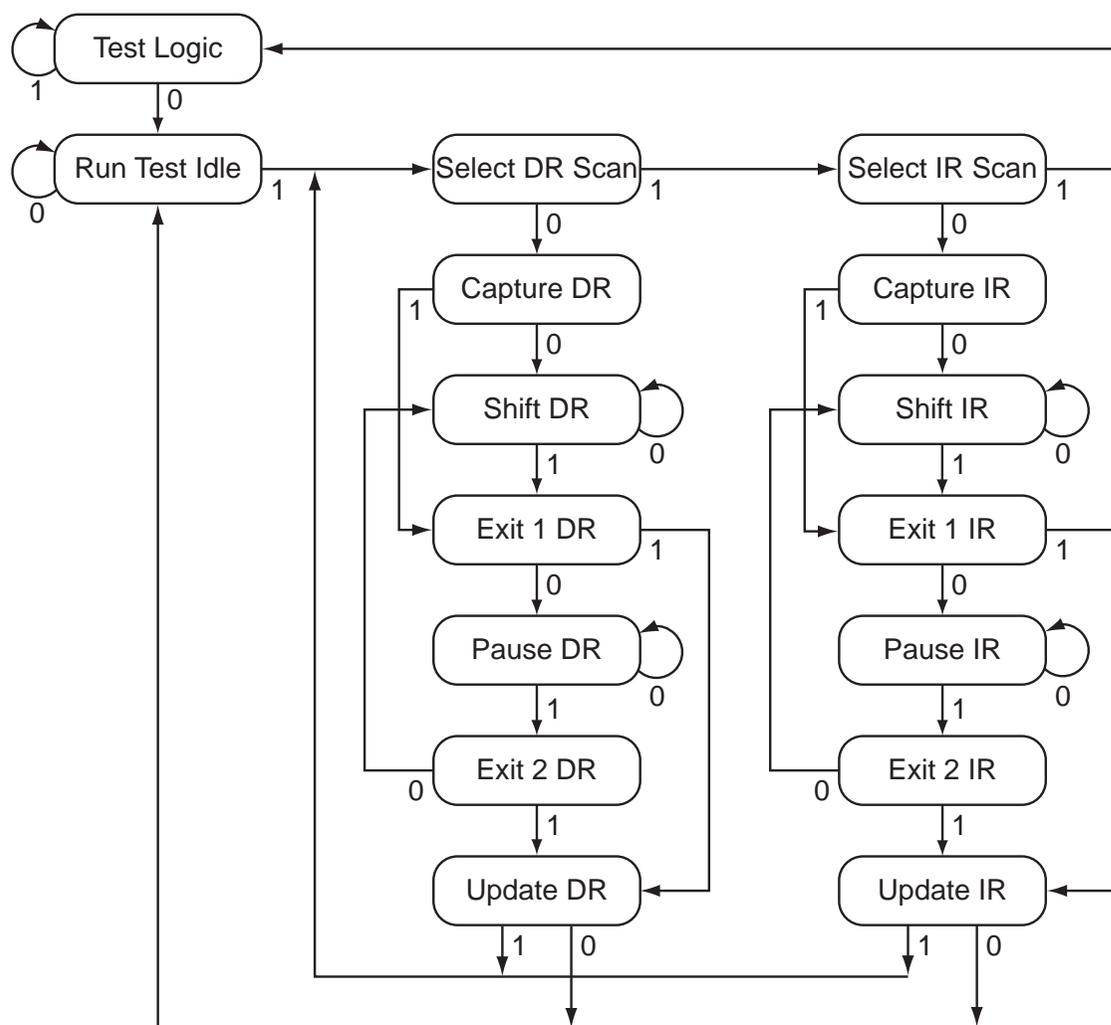 Test Logic
1
0
Run Test Idle
0
1
Select DR Scan
1
Select IR Scan
1
0
0
Capture DR
1
0
Capture IR
1
0
Shift DR
0
1
Shift IR
0
1
Exit 1 DR
1
0
Exit 1 IR
1
0
Pause DR
0
1
Pause IR
0
1
Exit 2 DR
0
1
Exit 2 IR
0
1
Update DR
1
0
Update IR
1
0